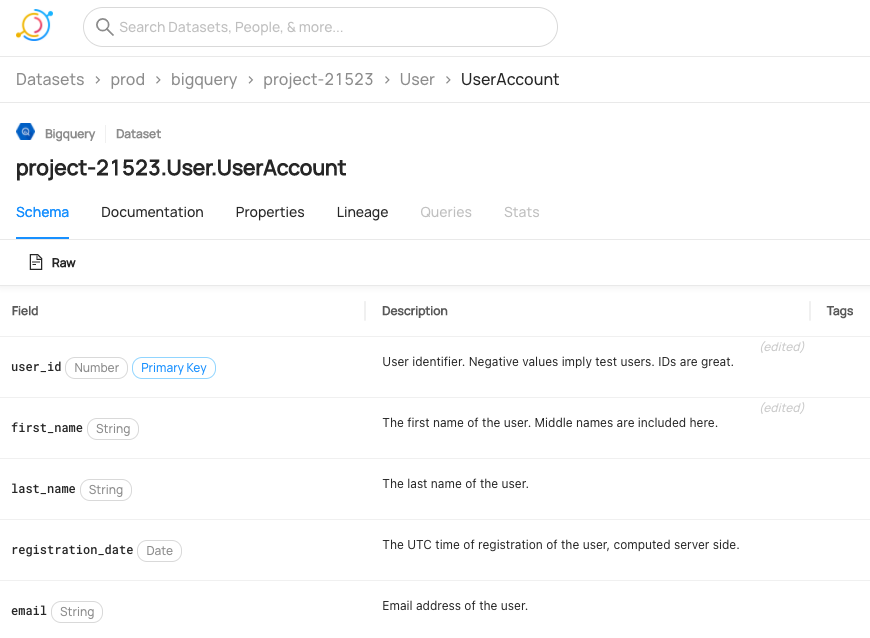 Search Datasets, People, & more...
Datasets > prod > bigquery > project-21523 > User > UserAccount
Bigquery Dataset
project-21523.User.UserAccount
Schema Documentation Properties Lineage Queries Stats
Raw
Field Description Tags
(edited)
user_id Number Primary Key User identifier. Negative values imply test users. IDs are great.
(edited)
first_name String The first name of the user. Middle names are included here.
last_name String The last name of the user.
registration_date Date The UTC time of registration of the user, computed server side.
email String Email address of the user.